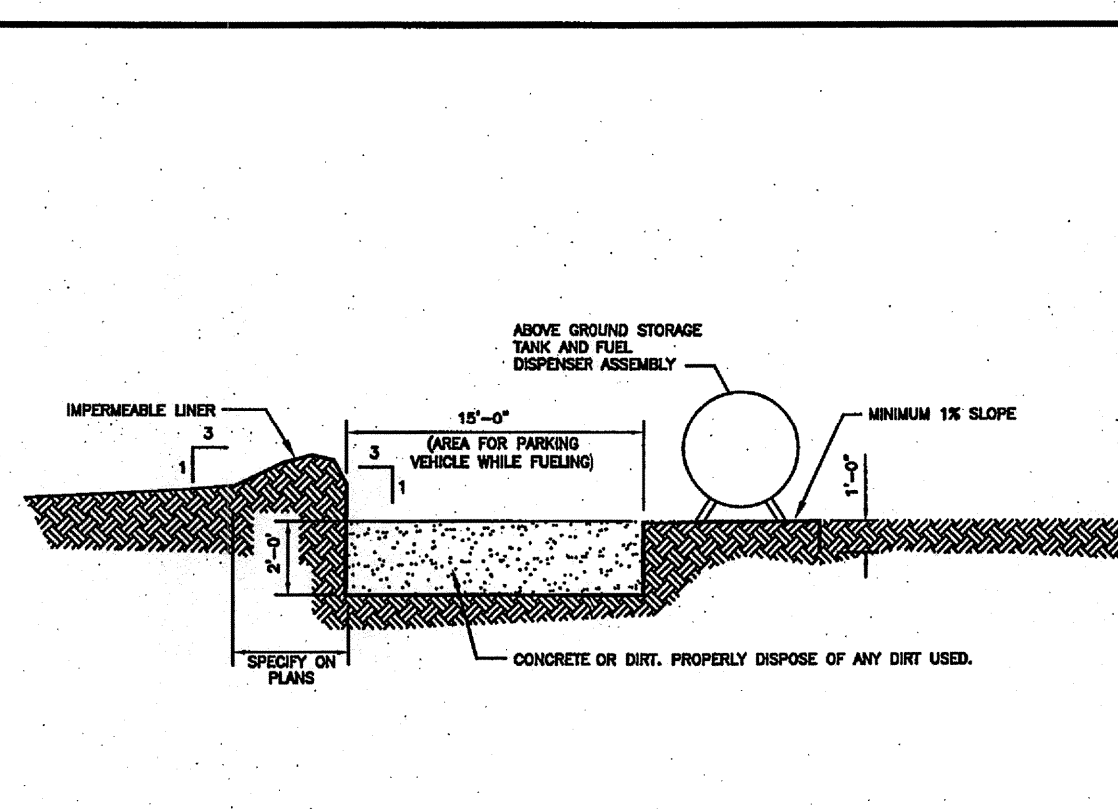 ABOVE GROUND STORAGE
TANK AND FUEL
DISPENSER ASSEMBLY
IMPERMEABLE LINER
15'-0"
MINIMUM 1% SLOPE
(AREA FOR PARKING
VEHICLE WHILE FUELING)
3
1
3
1
1'-0"
2'-0'
SPECIFY ON
PLANS
CONCRETE OR DIRT. PROPERLY DISPOSE OF ANY DIRT USED.